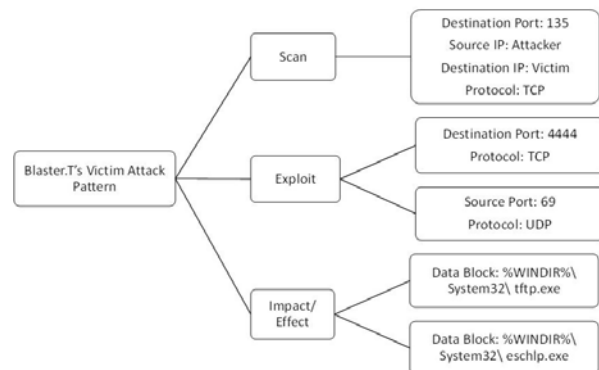 Blaster.T's Victim Attack
Pattern
Scan
Destination Port: 135
Source IP: Attacker
Destination IP: Victim
Protocol: TCP
Exploit
Destination Port: 4444
Protocol: TCP
Source Port: 69
Protocol: UDP
Impact/
Effect
Data Block: %WINDIR%\
System32\ tftp.exe
Data Block: %WINDIR%\
System32\ eschlp.exe